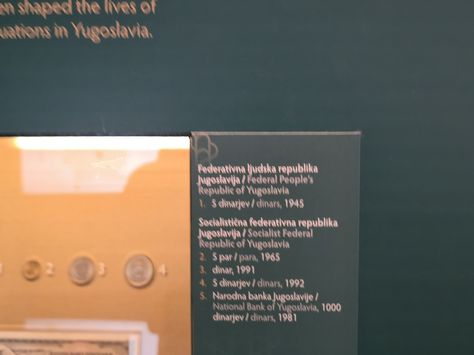 en shaped the lives of
uations in Yugoslavia.
Federativna ljudska republika
Jugoslavija / Federal People's
Republic of Yugoslavia
1. 5 dinarjev / dinars, 1945
Socialistična federativna republika
Jugoslavija / Socialist Federal
Republic of Yugoslavia
2. 5 par / para, 1965
3. dinar, 1991
4. 5 dinarjev / dinars, 1992
5. Narodna banka Jugoslavije /
National Bank of Yugoslavia, 1000
dinarjev / dinars, 1981
2 3 4